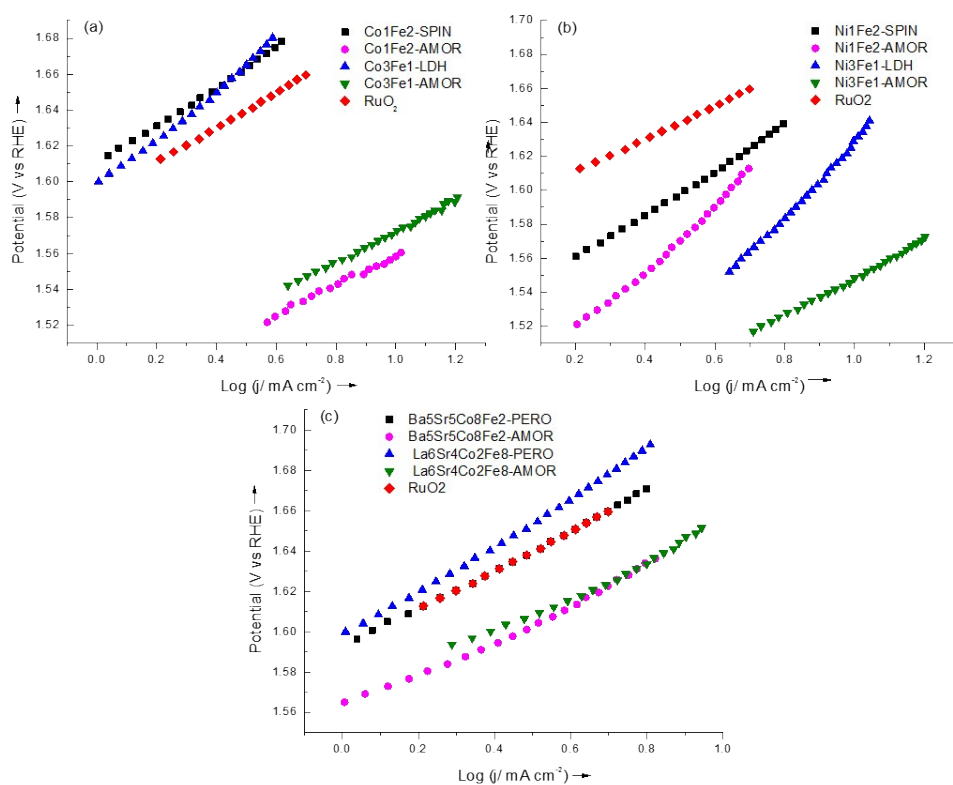 (a)
Co1Fe2-SPIN
Co1Fe2-AMOR
Co3Fe1-LDH
Co3Fe1-AMOR
RuO2
1.68
1.66
1.64
1.62
1.60
1.58
1.56
1.54
1.52
Potential (V vs RHE)
0.0 0.2 0.4 0.6 0.8 1.0 1.2
Log (j/ mA cm-2)
(b)
Ni1Fe2-SPIN
Ni1Fe2-AMOR
Ni3Fe1-LDH
Ni3Fe1-AMOR
RuO2
1.70
1.68
1.66
1.64
1.62
1.60
1.58
1.56
1.54
1.52
Potential (V vs RHE)
0.2 0.4 0.6 0.8 1.0 1.2
Log (j/ mA cm-2)
(c)
Ba5Sr5Co8Fe2-PERO
Ba5Sr5Co8Fe2-AMOR
La6Sr4Co2Fe8-PERO
La6Sr4Co2Fe8-AMOR
RuO2
1.70
1.68
1.66
1.64
1.62
1.60
1.58
1.56
Potential (V vs RHE)
0.0 0.2 0.4 0.6 0.8 1.0
Log (j/ mA cm-2)